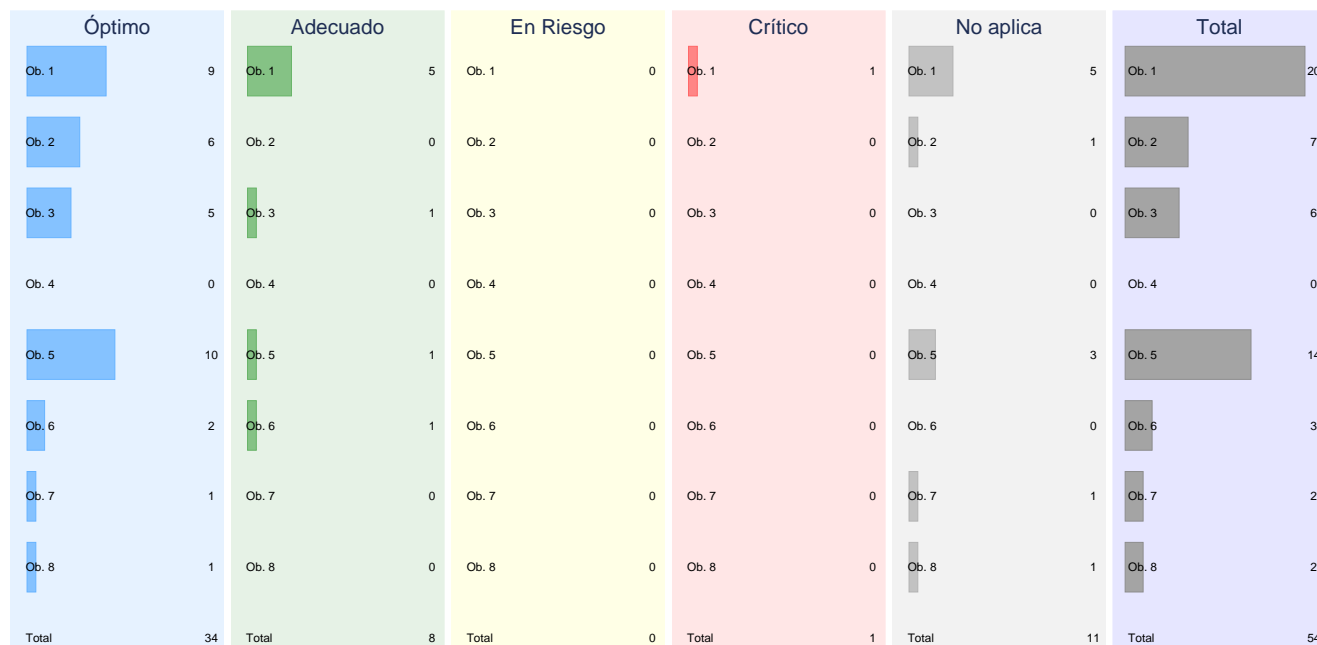 Óptimo Adecuado En Riesgo Crítico No aplica Total
Ob. 1 9 Ob. 1 5 Ob. 1 0 Ob. 1 1 Ob. 1 5 Ob. 1 20
Ob. 2 6 Ob. 2 0 Ob. 2 0 Ob. 2 0 Ob. 2 1 Ob. 2 7
Ob. 3 5 Ob. 3 1 Ob. 3 0 Ob. 3 0 Ob. 3 0 Ob. 3 6
Ob. 4 0 Ob. 4 0 Ob. 4 0 Ob. 4 0 Ob. 4 0 Ob. 4 0
Ob. 5 10 Ob. 5 1 Ob. 5 0 Ob. 5 0 Ob. 5 3 Ob. 5 14
Ob. 6 2 Ob. 6 1 Ob. 6 0 Ob. 6 0 Ob. 6 0 Ob. 6 3
Ob. 7 1 Ob. 7 0 Ob. 7 0 Ob. 7 0 Ob. 7 1 Ob. 7 2
Ob. 8 1 Ob. 8 0 Ob. 8 0 Ob. 8 0 Ob. 8 1 Ob. 8 2
Total 34 Total 8 Total 0 Total 1 Total 11 Total 54